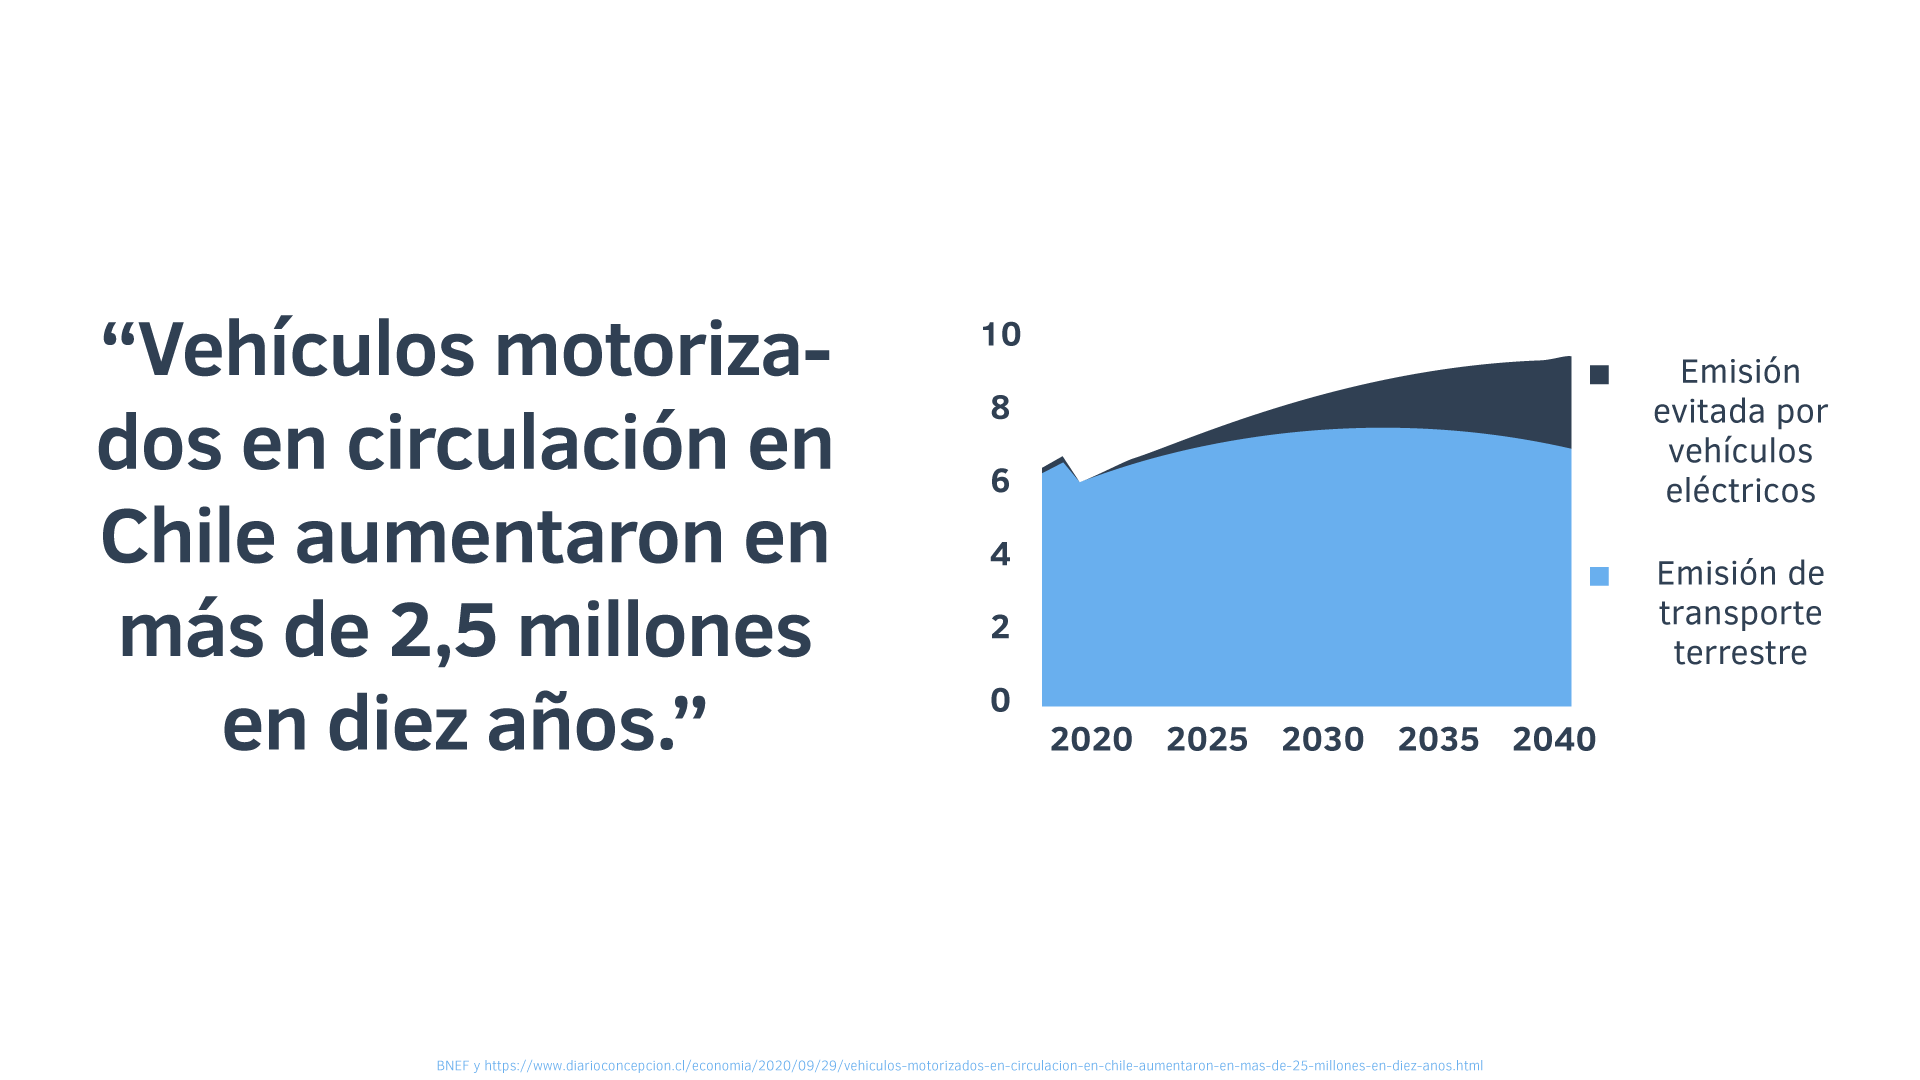 “Vehículos motoriza-
dos en circulación en
Chile aumentaron en
más de 2,5 millones
en diez años.”
10
8
6
4
2
0
2020 2025 2030 2035 2040
Emisión
evitada por
vehículos
eléctricos
Emisión de
transporte
terrestre
BNEF y https://www.diarioconcepcion.cl/economia/2020/09/29/vehiculos-motorizados-en-circulacion-en-chile-aumentaron-en-mas-de-25-millones-en-diez-anos.html